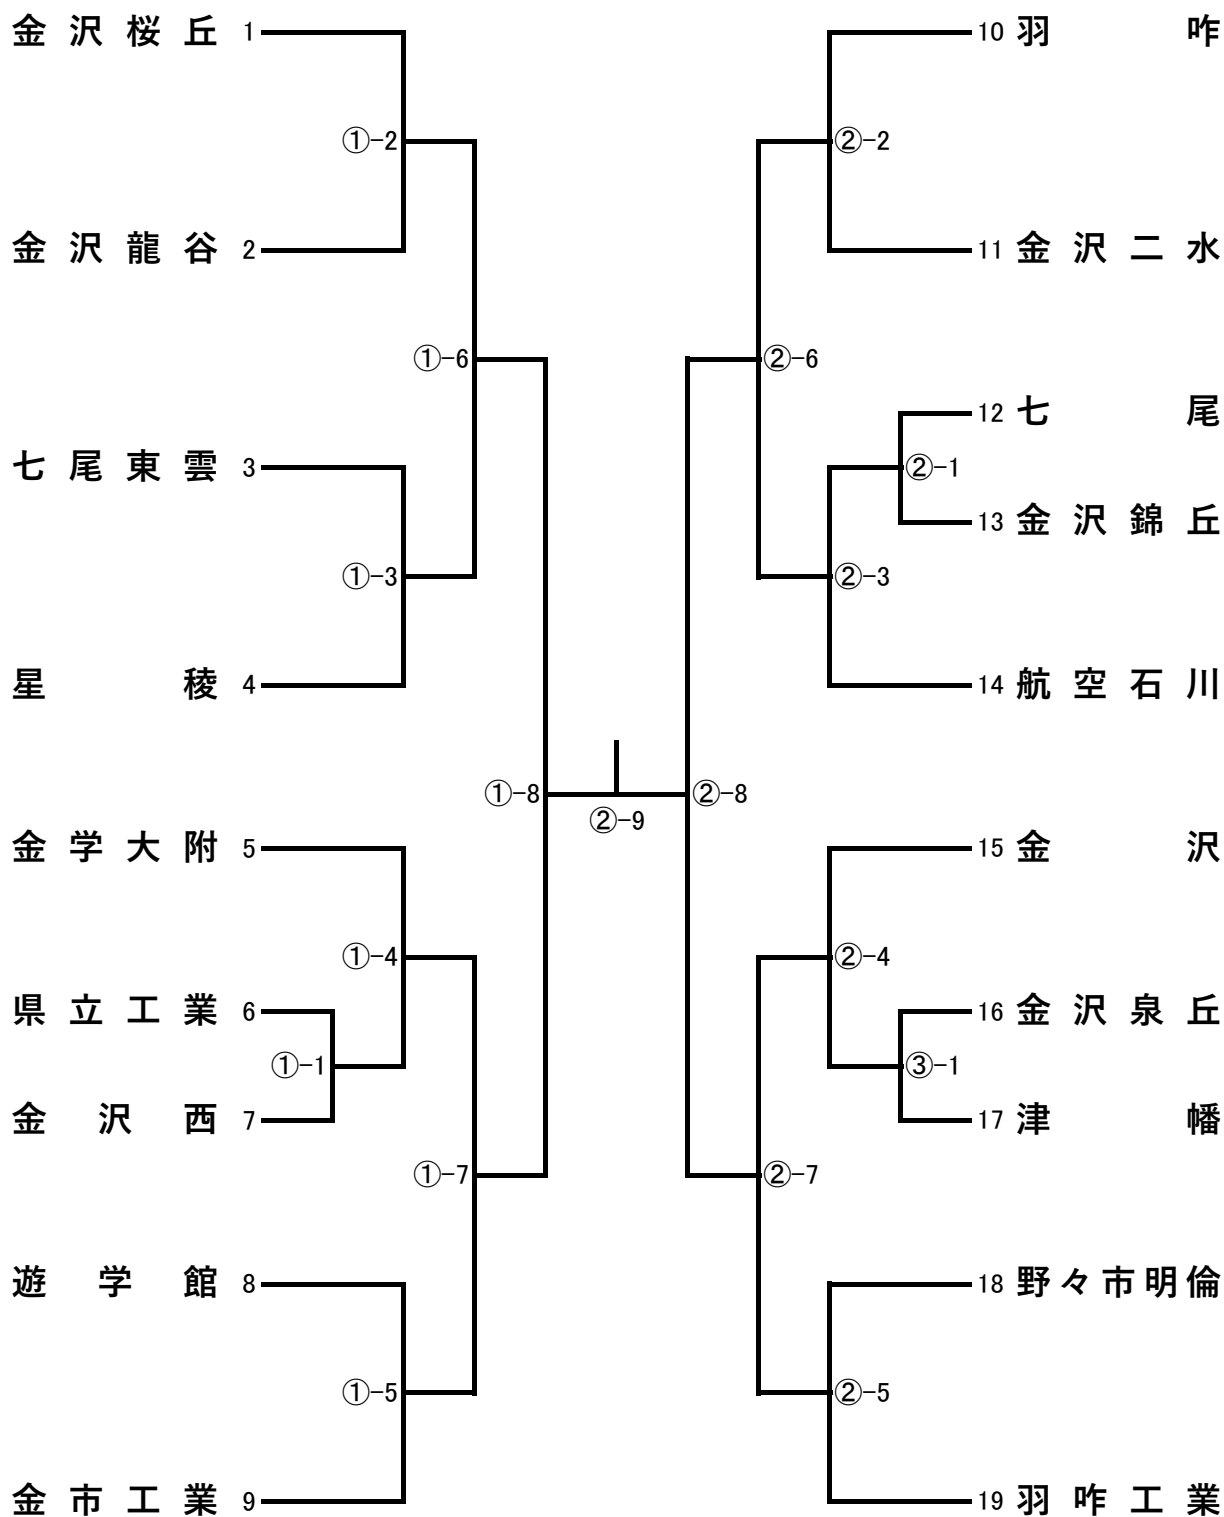 金沢桜丘 1
①-2
金沢龍谷 2
①-6
七尾東雲 3
①-3
星稜 4
①-8
金学大附 5
①-4
県立工業 6
①-1
金沢西 7
①-7
遊学館 8
①-5
金市工業 9
②-9
10 羽咋
②-2
11 金沢二水
②-6
12 七尾
②-1
13 金沢錦丘
②-3
14 航空石川
②-8
15 金沢
②-4
16 金沢泉丘
③-1
17 津幡
②-7
18 野々市明倫
②-5
19 羽咋工業